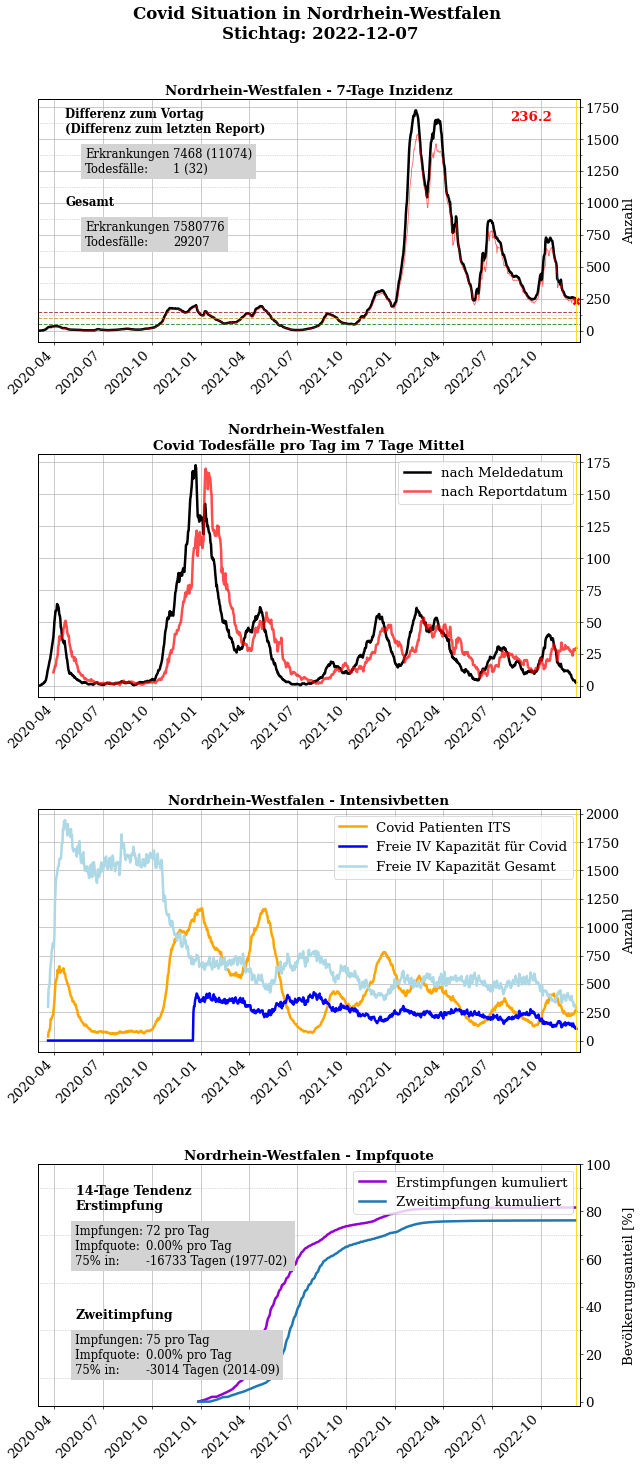 Covid Situation in Nordrhein-Westfalen
Stichtag: 2022-12-07
Nordrhein-Westfalen - 7-Tage Inzidenz
Differenz zum Vortag
(Differenz zum letzten Report)
Erkrankungen 7468 (11074)
Todesfälle: 1 (32)
Gesamt
Erkrankungen 7580776
Todesfälle: 29207
236.2
1750
1500
1250
1000
750
500
250
0
Anzahl
2020-04
2020-07
2020-10
2021-01
2021-04
2021-07
2021-10
2022-01
2022-04
2022-07
2022-10
Nordrhein-Westfalen
Covid Todesfälle pro Tag im 7 Tage Mittel
nach Meldedatum
nach Reportdatum
175
150
125
100
75
50
25
0
2020-04
2020-07
2020-10
2021-01
2021-04
2021-07
2021-10
2022-01
2022-04
2022-07
2022-10
Nordrhein-Westfalen - Intensivbetten
Covid Patienten ITS
Freie IV Kapazität für Covid
Freie IV Kapazität Gesamt
2000
1750
1500
1250
1000
750
500
250
0
Anzahl
2020-04
2020-07
2020-10
2021-01
2021-04
2021-07
2021-10
2022-01
2022-04
2022-07
2022-10
Nordrhein-Westfalen - Impfquote
14-Tage Tendenz
Erstimpfung
Impfungen: 72 pro Tag
Impfquote: 0.00% pro Tag
75% in: -16733 Tagen (1977-02)
Zweitimpfung
Impfungen: 75 pro Tag
Impfquote: 0.00% pro Tag
75% in: -3014 Tagen (2014-09)
Erstimpfungen kumuliert
Zweitimpfung kumuliert
100
80
60
40
20
0
Bevölkerungsanteil [%]
2020-04
2020-07
2020-10
2021-01
2021-04
2021-07
2021-10
2022-01
2022-04
2022-07
2022-10